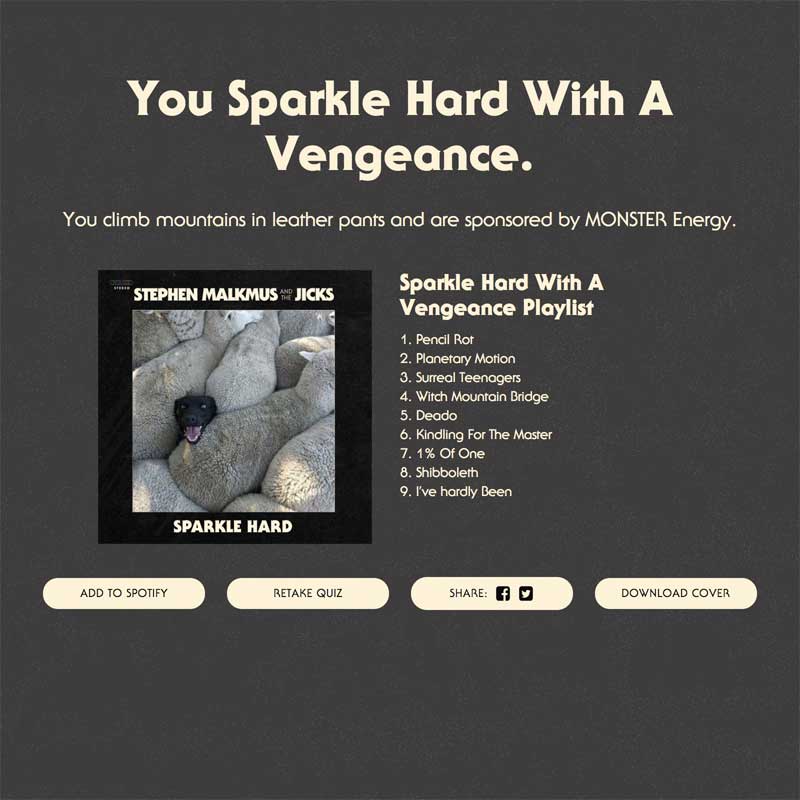 You Sparkle Hard With A
Vengeance.
You climb mountains in leather pants and are sponsored by MONSTER Energy.
STEREO
STEPHEN MALKMUS AND THE JICKS
SPARKLE HARD
Sparkle Hard With A
Vengeance Playlist
1. Pencil Rot
2. Planetary Motion
3. Surreal Teenagers
4. Witch Mountain Bridge
5. Deado
6. Kindling For The Master
7. 1% Of One
8. Shibboleth
9. I've hardly Been
ADD TO SPOTIFY
RETAKE QUIZ
SHARE:
DOWNLOAD COVER